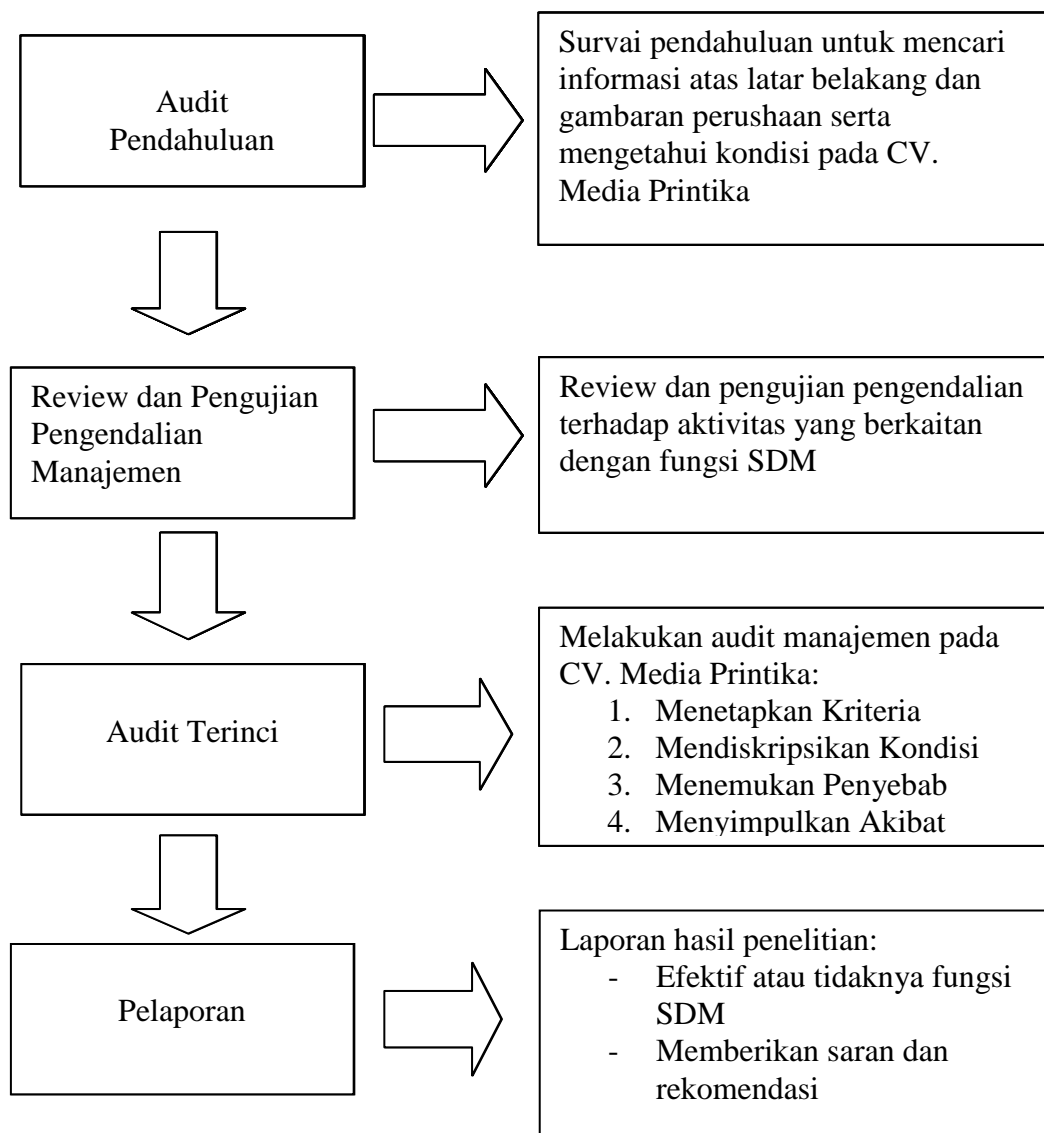 Audit
Pendahuluan
Survai pendahuluan untuk mencari
informasi atas latar belakang dan
gambaran perushaan serta
mengetahui kondisi pada CV.
Media Printika
Review dan Pengujian
Pengendalian
Manajemen
Review dan pengujian pengendalian
terhadap aktivitas yang berkaitan
dengan fungsi SDM
Audit Terinci
Melakukan audit manajemen pada
CV. Media Printika:
1. Menetapkan Kriteria
2. Mendiskripsikan Kondisi
3. Menemukan Penyebab
4. Menyimpulkan Akibat
Pelaporan
Laporan hasil penelitian:
- Efektif atau tidaknya fungsi
SDM
- Memberikan saran dan
rekomendasi